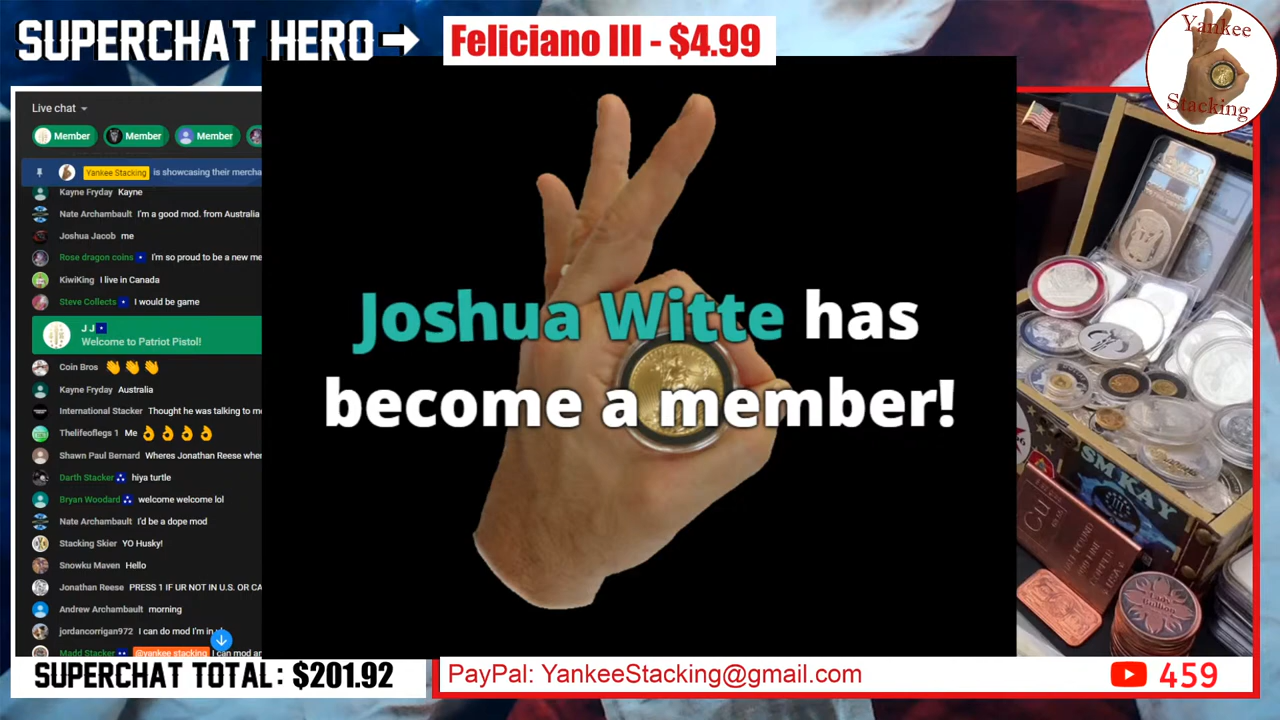 SUPERCHAT HERO
Feliciano III - $4.99
Yankee
Stacking
Live chat
Member
Member
Member
Yankee Stacking is showcasing their mercha
Kayne Fryday Kayne
Nate Archambault I'm a good mod. from Australia
Joshua Jacob me
Rose dragon coins I'm so proud to be a new me
KiwiKing I live in Canada
Steve Collects I would be game
J J
Welcome to Patriot Pistol!
Coin Bros 👏 👏 👏
Kayne Fryday Australia
International Stacker Thought he was talking to me
Thelifeoflegs 1 Me 👌 👌 👌 👌
Shawn Paul Bernard Wheres Jonathan Reese wher
Darth Stacker hiya turtle
Bryan Woodard welcome welcome lol
Nate Archambault I'd be a dope mod
Stacking Skier YO Husky!
Snowku Maven Hello
Jonathan Reese PRESS 1 IF UR NOT IN U.S. OR CA
Andrew Archambault morning
jordancorrigan972 I can do mod I'm in
Madd Stacker @yankee stacking I can mod an
Joshua Witte has
become a member!
SM KAY
Cu
SUPERCHAT TOTAL: $201.92
PayPal: YankeeStacking@gmail.com
459